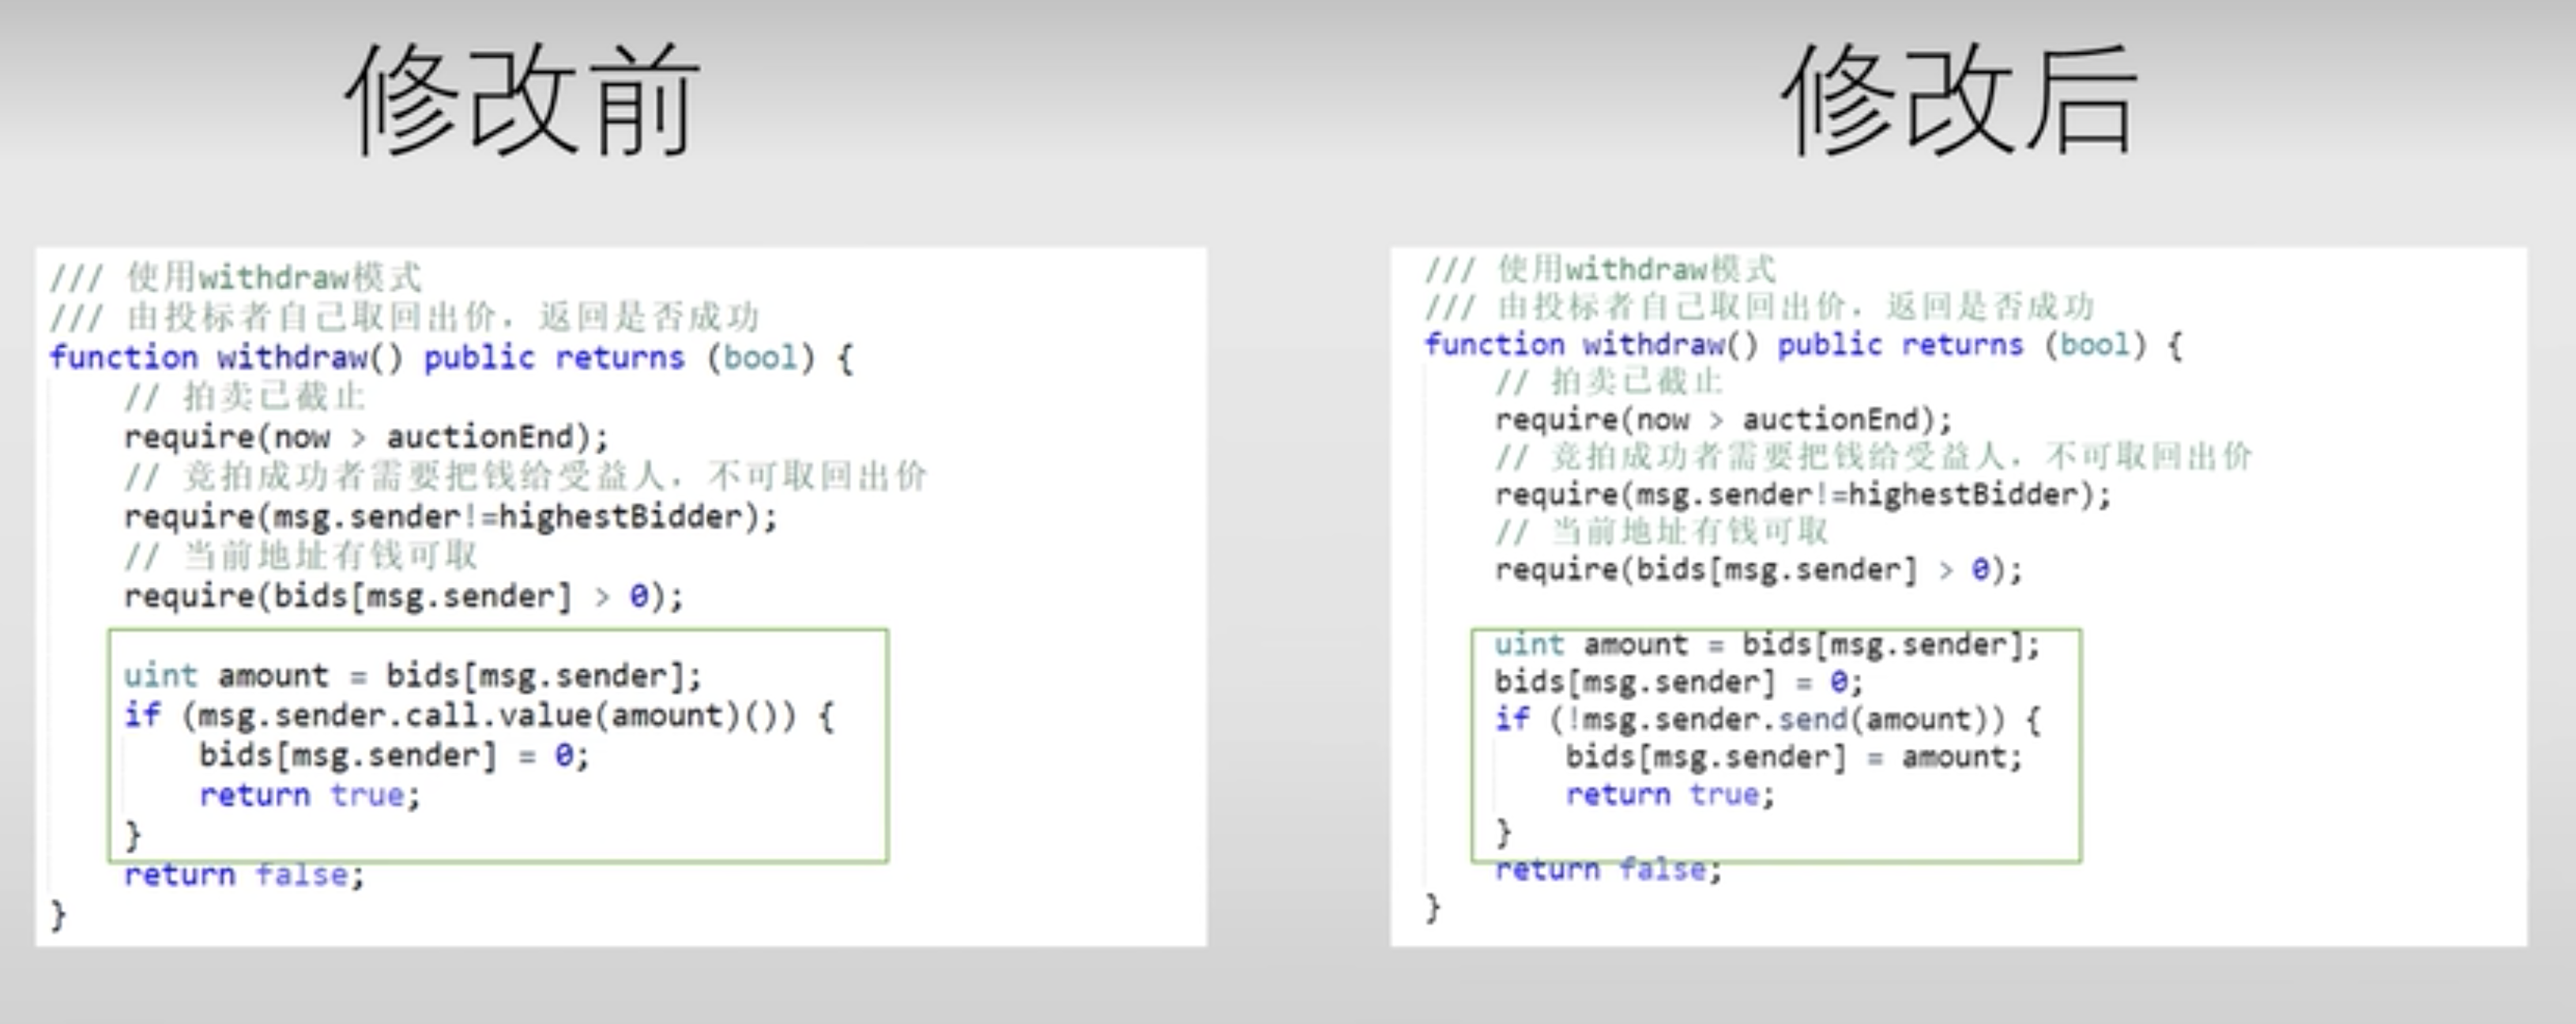 修改前
/// 使用withdraw模式
/// 由投标者自己取回出价，返回是否成功
function withdraw() public returns (bool) {
// 拍卖已截止
require(now > auctionEnd);
// 竞拍成功者需要把钱给受益人，不可取回出价
require(msg.sender!=highestBidder);
// 当前地址有钱可取
require(bids[msg.sender] > 0);
uint amount = bids[msg.sender];
if (msg.sender.call.value(amount)()) {
bids[msg.sender] = 0;
return true;
}
return false;
}
修改后
/// 使用withdraw模式
/// 由投标者自己取回出价，返回是否成功
function withdraw() public returns (bool) {
// 拍卖已截止
require(now > auctionEnd);
// 竞拍成功者需要把钱给受益人，不可取回出价
require(msg.sender!=highestBidder);
// 当前地址有钱可取
require(bids[msg.sender] > 0);
uint amount = bids[msg.sender];
bids[msg.sender] = 0;
if (!msg.sender.send(amount)) {
bids[msg.sender] = amount;
return true;
}
return false;
}